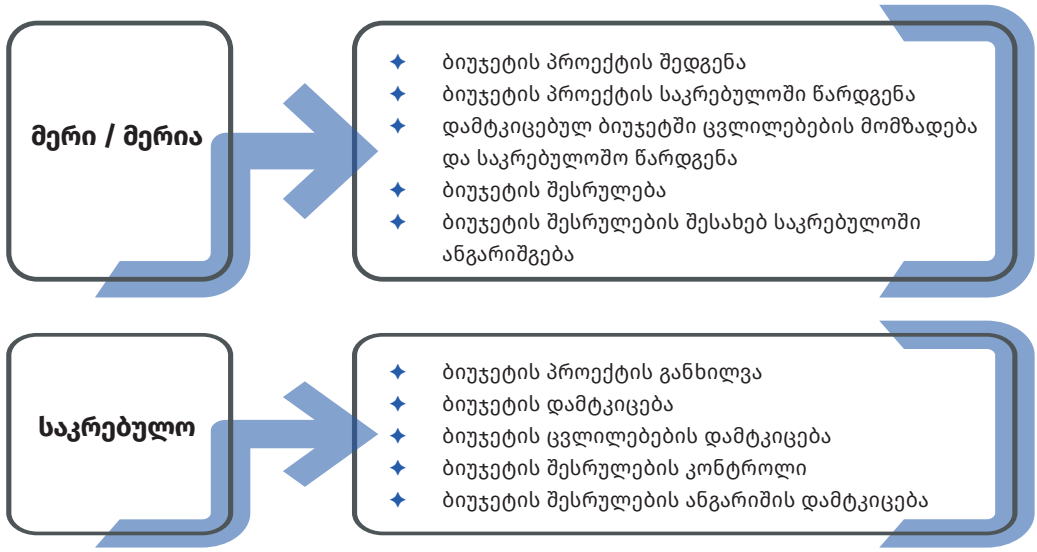 მერი / მერია
ბიუჯეტის პროექტის შედგენა
ბიუჯეტის პროექტის საკრებულოში წარდგენა
დამტკიცებულ ბიუჯეტში ცვლილებების მომზადება
და საკრებულოშო წარდგენა
ბიუჯეტის შესრულება
ბიუჯეტის შესრულების შესახებ საკრებულოში
ანგარიშგება
საკრებულო
ბიუჯეტის პროექტის განხილვა
ბიუჯეტის დამტკიცება
ბიუჯეტის ცვლილებების დამტკიცება
ბიუჯეტის შესრულების კონტროლი
ბიუჯეტის შესრულების ანგარიშის დამტკიცება